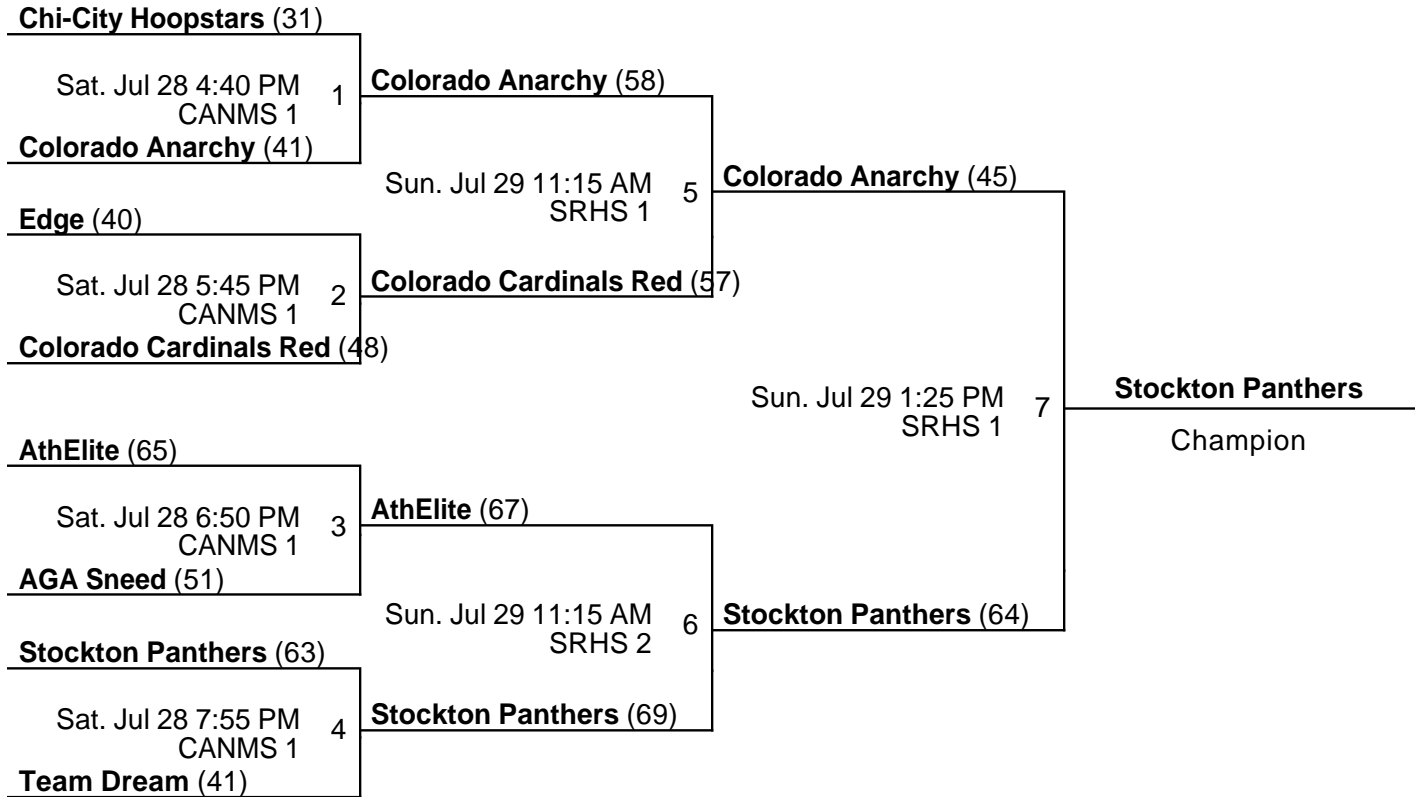 Chi-City Hoopstars (31)
Sat. Jul 28 4:40 PM
CANMS 1
1
Colorado Anarchy (41)
Edge (40)
Sat. Jul 28 5:45 PM
CANMS 1
2
Colorado Cardinals Red (48)
AthElite (65)
Sat. Jul 28 6:50 PM
CANMS 1
3
AGA Sneed (51)
Stockton Panthers (63)
Sat. Jul 28 7:55 PM
CANMS 1
4
Team Dream (41)
Colorado Anarchy (58)
Sun. Jul 29 11:15 AM
SRHS 1
5
Colorado Cardinals Red (57)
AthElite (67)
Sun. Jul 29 11:15 AM
SRHS 2
6
Stockton Panthers (69)
Colorado Anarchy (45)
Sun. Jul 29 1:25 PM
SRHS 1
7
Stockton Panthers (64)
Stockton Panthers
Champion